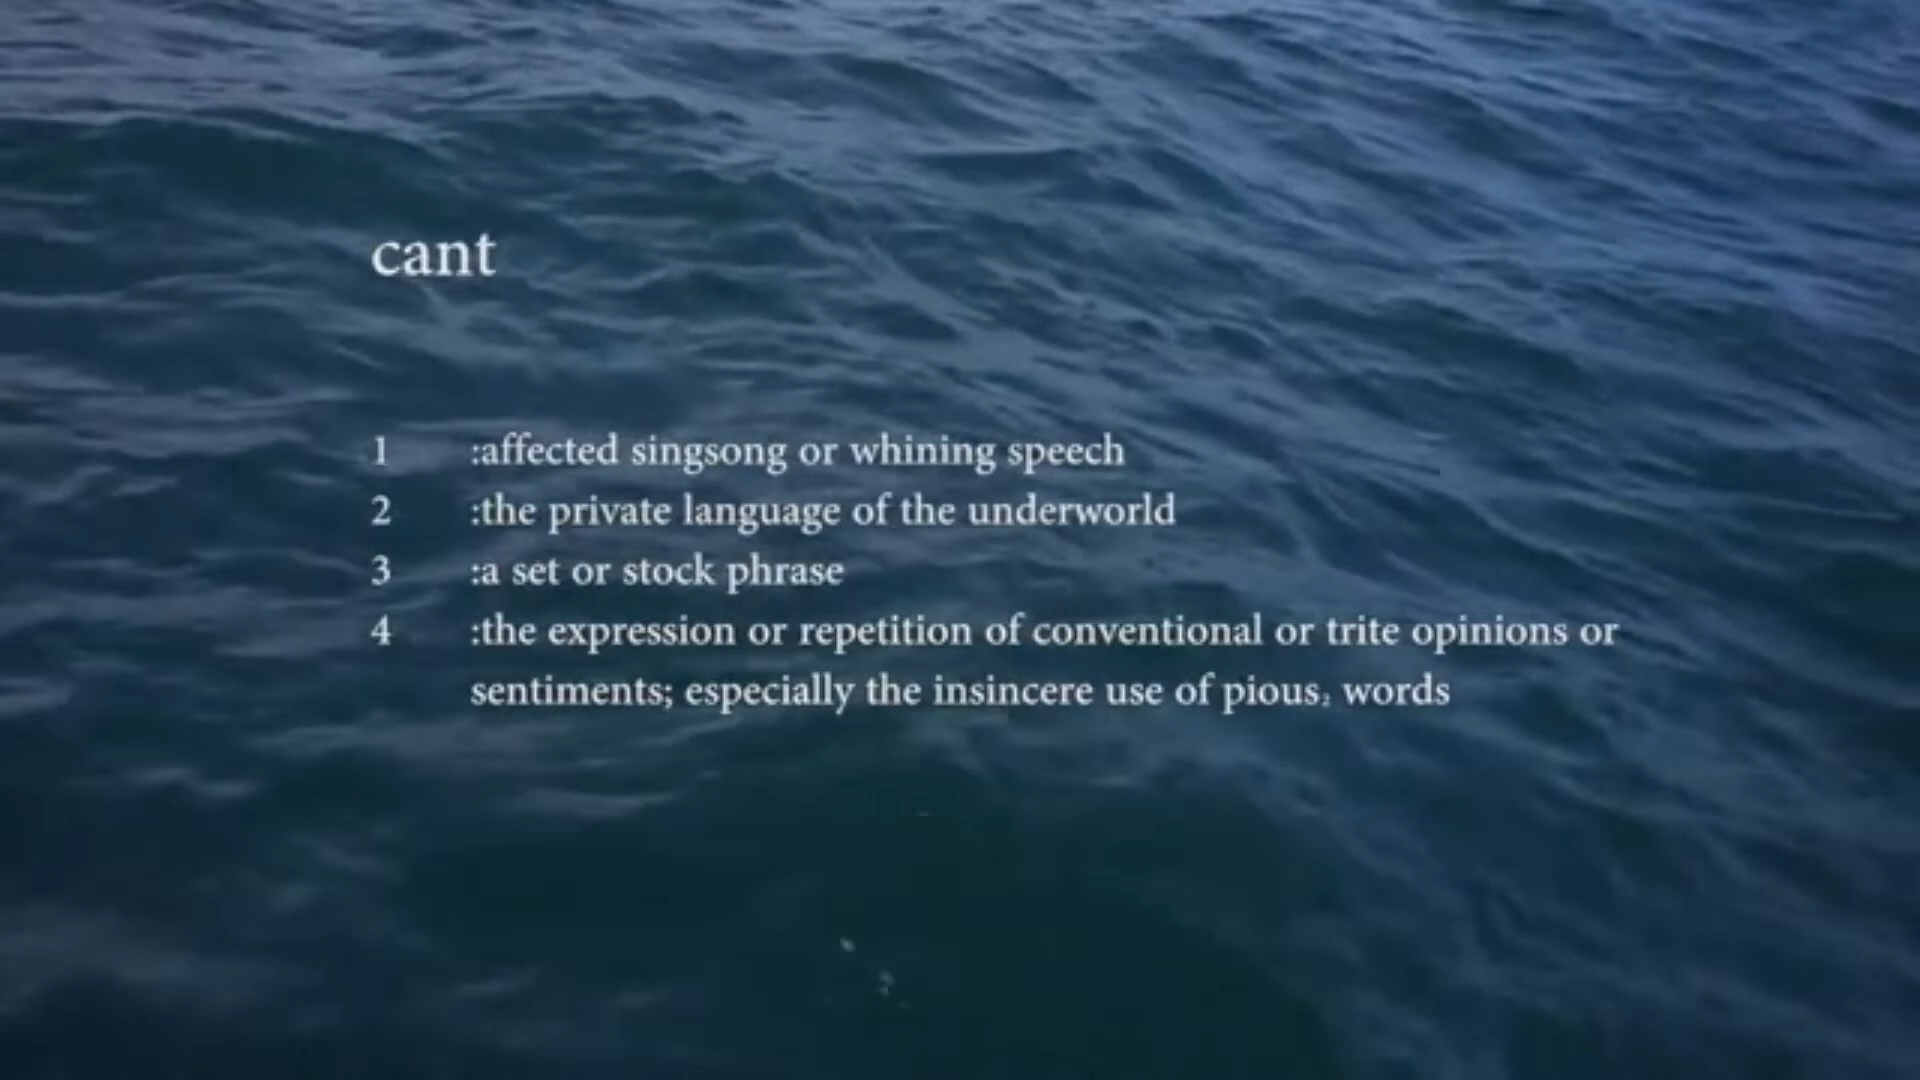 cant
1 :affected singsong or whining speech
2 :the private language of the underworld
3 :a set or stock phrase
4 :the expression or repetition of conventional or trite opinions or
sentiments; especially the insincere use of pious, words